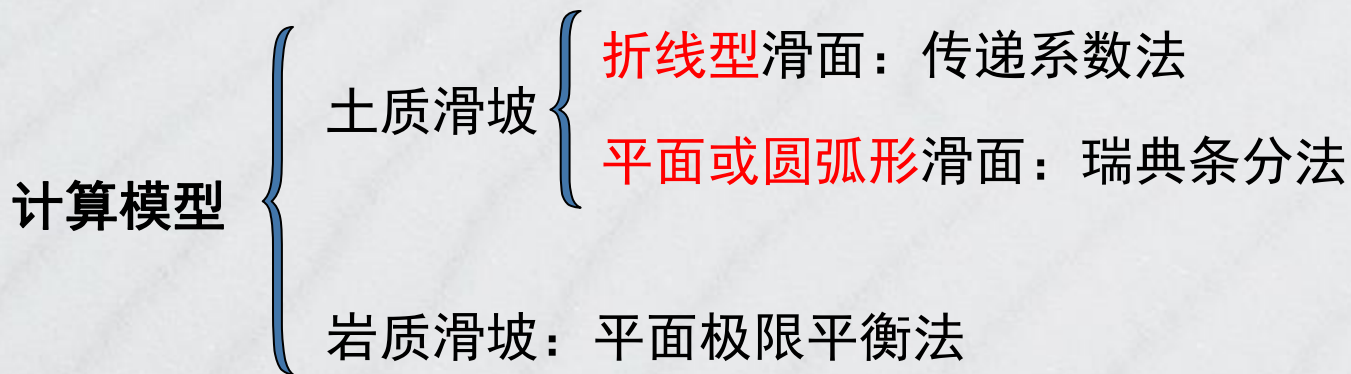 计算模型
土质滑坡
折线型滑面：传递系数法
平面或圆弧形滑面：瑞典条分法
岩质滑坡：平面极限平衡法